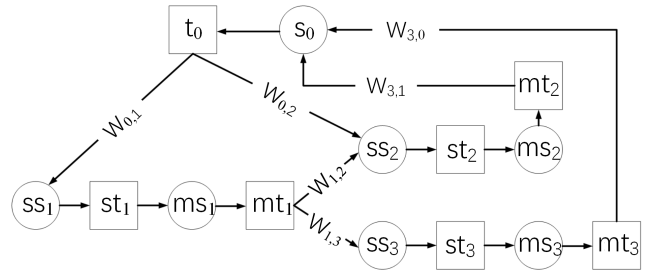 t₀ s₀ W₃,₀
W₃,₁ mt₂
W₀,₁ W₀,₂
ss₂ st₂ ms₂
W₁,₂
ss₁ st₁ ms₁ mt₁
W₁,₃
ss₃ st₃ ms₃ mt₃